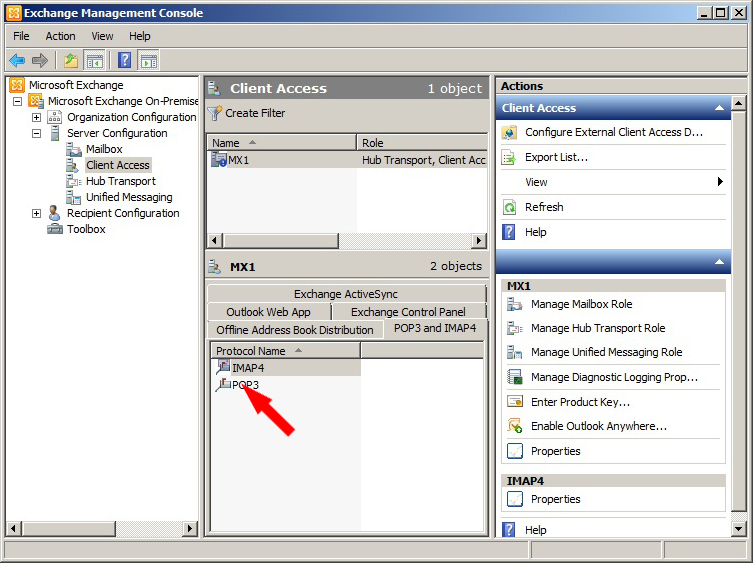 Exchange Management Console
File Action View Help
Microsoft Exchange
Microsoft Exchange On-Premise
Organization Configuration
Server Configuration
Mailbox
Client Access
Hub Transport
Unified Messaging
Recipient Configuration
Toolbox
Client Access 1 object
Create Filter
Name Role
MX1 Hub Transport, Client Acc
MX1 2 objects
Exchange ActiveSync
Outlook Web App Exchange Control Panel
Offline Address Book Distribution POP3 and IMAP4
Protocol Name
IMAP4
POP3
Actions
Client Access
Configure External Client Access D...
Export List...
View
Refresh
Help
MX1
Manage Mailbox Role
Manage Hub Transport Role
Manage Unified Messaging Role
Manage Diagnostic Logging Prop...
Enter Product Key...
Enable Outlook Anywhere...
Properties
IMAP4
Properties
Help